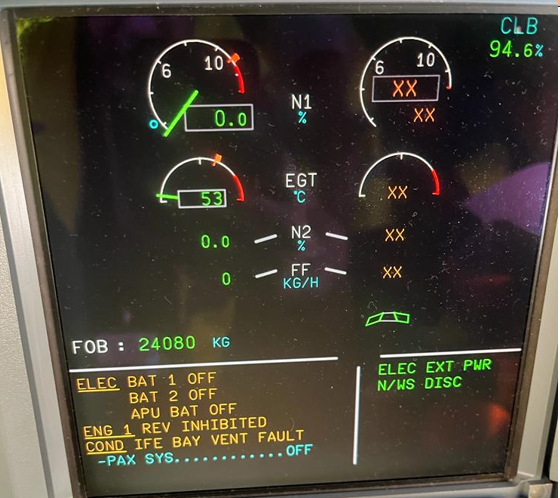 CLB
94.6%
6 10
0.0
N1
%
6 10
XX
XX
53
EGT
°C
XX
0.0
N2
%
XX
0
FF
KG/H
XX
FOB : 24080 KG
ELEC BAT 1 OFF
BAT 2 OFF
APU BAT OFF
ENG 1 REV INHIBITED
COND IFE BAY VENT FAULT
-PAX SYS............OFF
ELEC EXT PWR
N/WS DISC